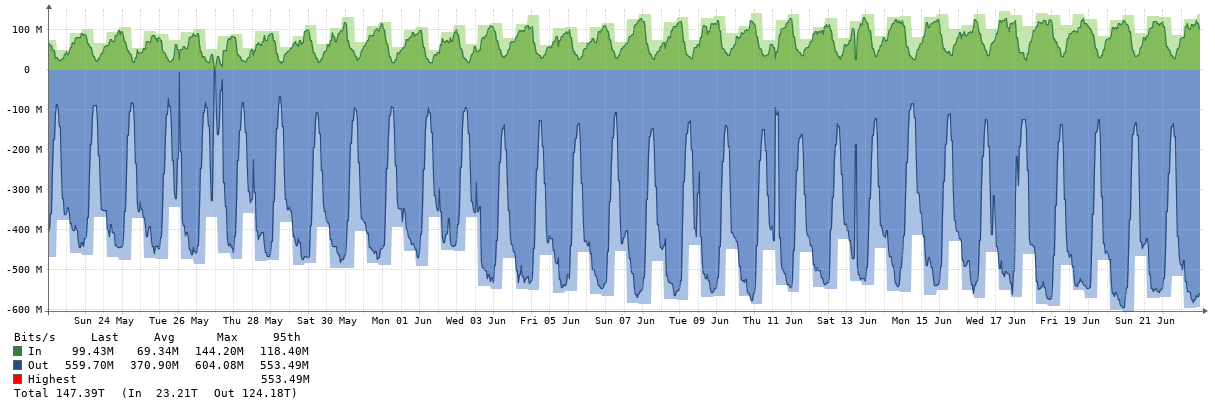 100 M
0
-100 M
-200 M
-300 M
-400 M
-500 M
-600 M
Sun 24 May Tue 26 May Thu 28 May Sat 30 May Mon 01 Jun Wed 03 Jun Fri 05 Jun Sun 07 Jun Tue 09 Jun Thu 11 Jun Sat 13 Jun Mon 15 Jun Wed 17 Jun Fri 19 Jun Sun 21 Jun
Bits/s Last Avg Max 95th
In 99.43M 69.34M 144.20M 118.40M
Out 559.70M 370.90M 604.08M 553.49M
Highest 553.49M
Total 147.39T (In 23.21T Out 124.18T)